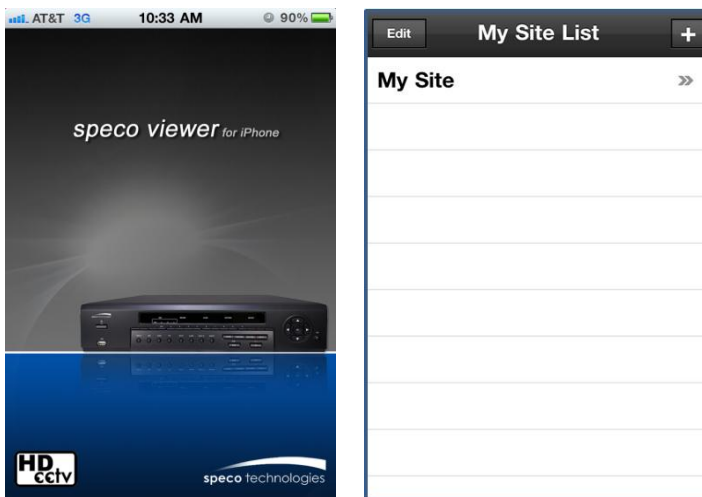 AT&T 3G 10:33 AM 90%
speco viewer for iPhone
HD
cctv
speco technologies
Edit My Site List +
My Site »